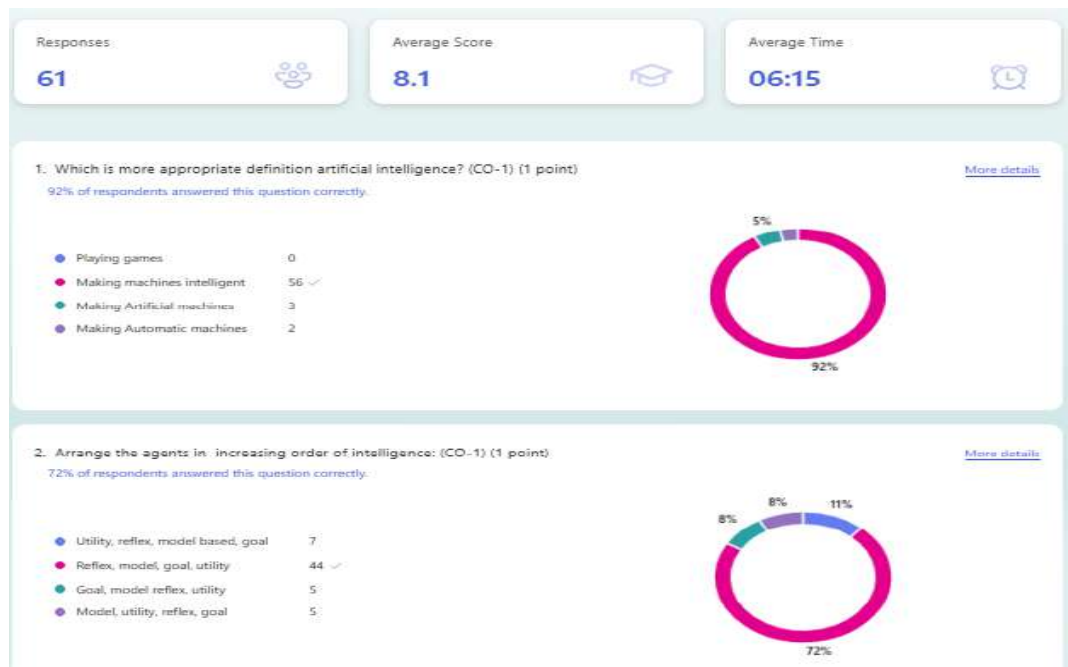 Responses
61
Average Score
8.1
Average Time
06:15
1. Which is more appropriate definition artificial intelligence? (CO-1) (1 point)
More details
92% of respondents answered this question correctly.
Playing games 0
Making machines intelligent 56 ✓
Making Artificial machines 3
Making Automatic machines 2
5%
92%
2. Arrange the agents in increasing order of intelligence: (CO-1) (1 point)
More details
72% of respondents answered this question correctly.
Utility, reflex, model based, goal 7
Reflex, model, goal, utility 44 ✓
Goal, model reflex, utility 5
Model, utility, reflex, goal 5
8%
8%
11%
72%